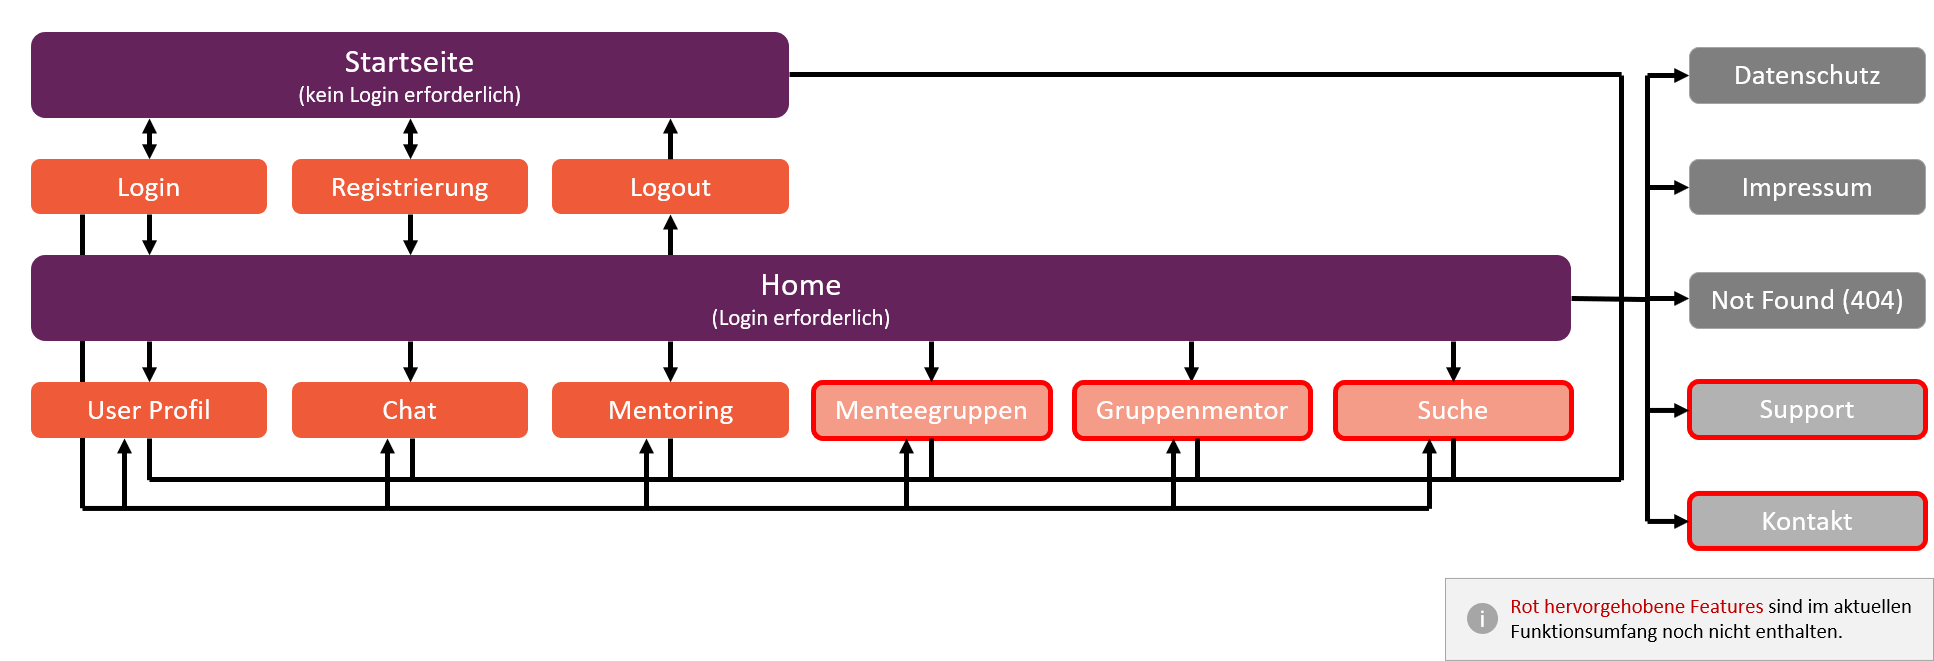 Startseite
(kein Login erforderlich)
Datenschutz
Login
Registrierung
Logout
Impressum
Home
(Login erforderlich)
Not Found (404)
User Profil
Chat
Mentoring
Menteegruppen
Gruppenmentor
Suche
Support
Kontakt
i
Rot hervorgehobene Features sind im aktuellen
Funktionsumfang noch nicht enthalten.